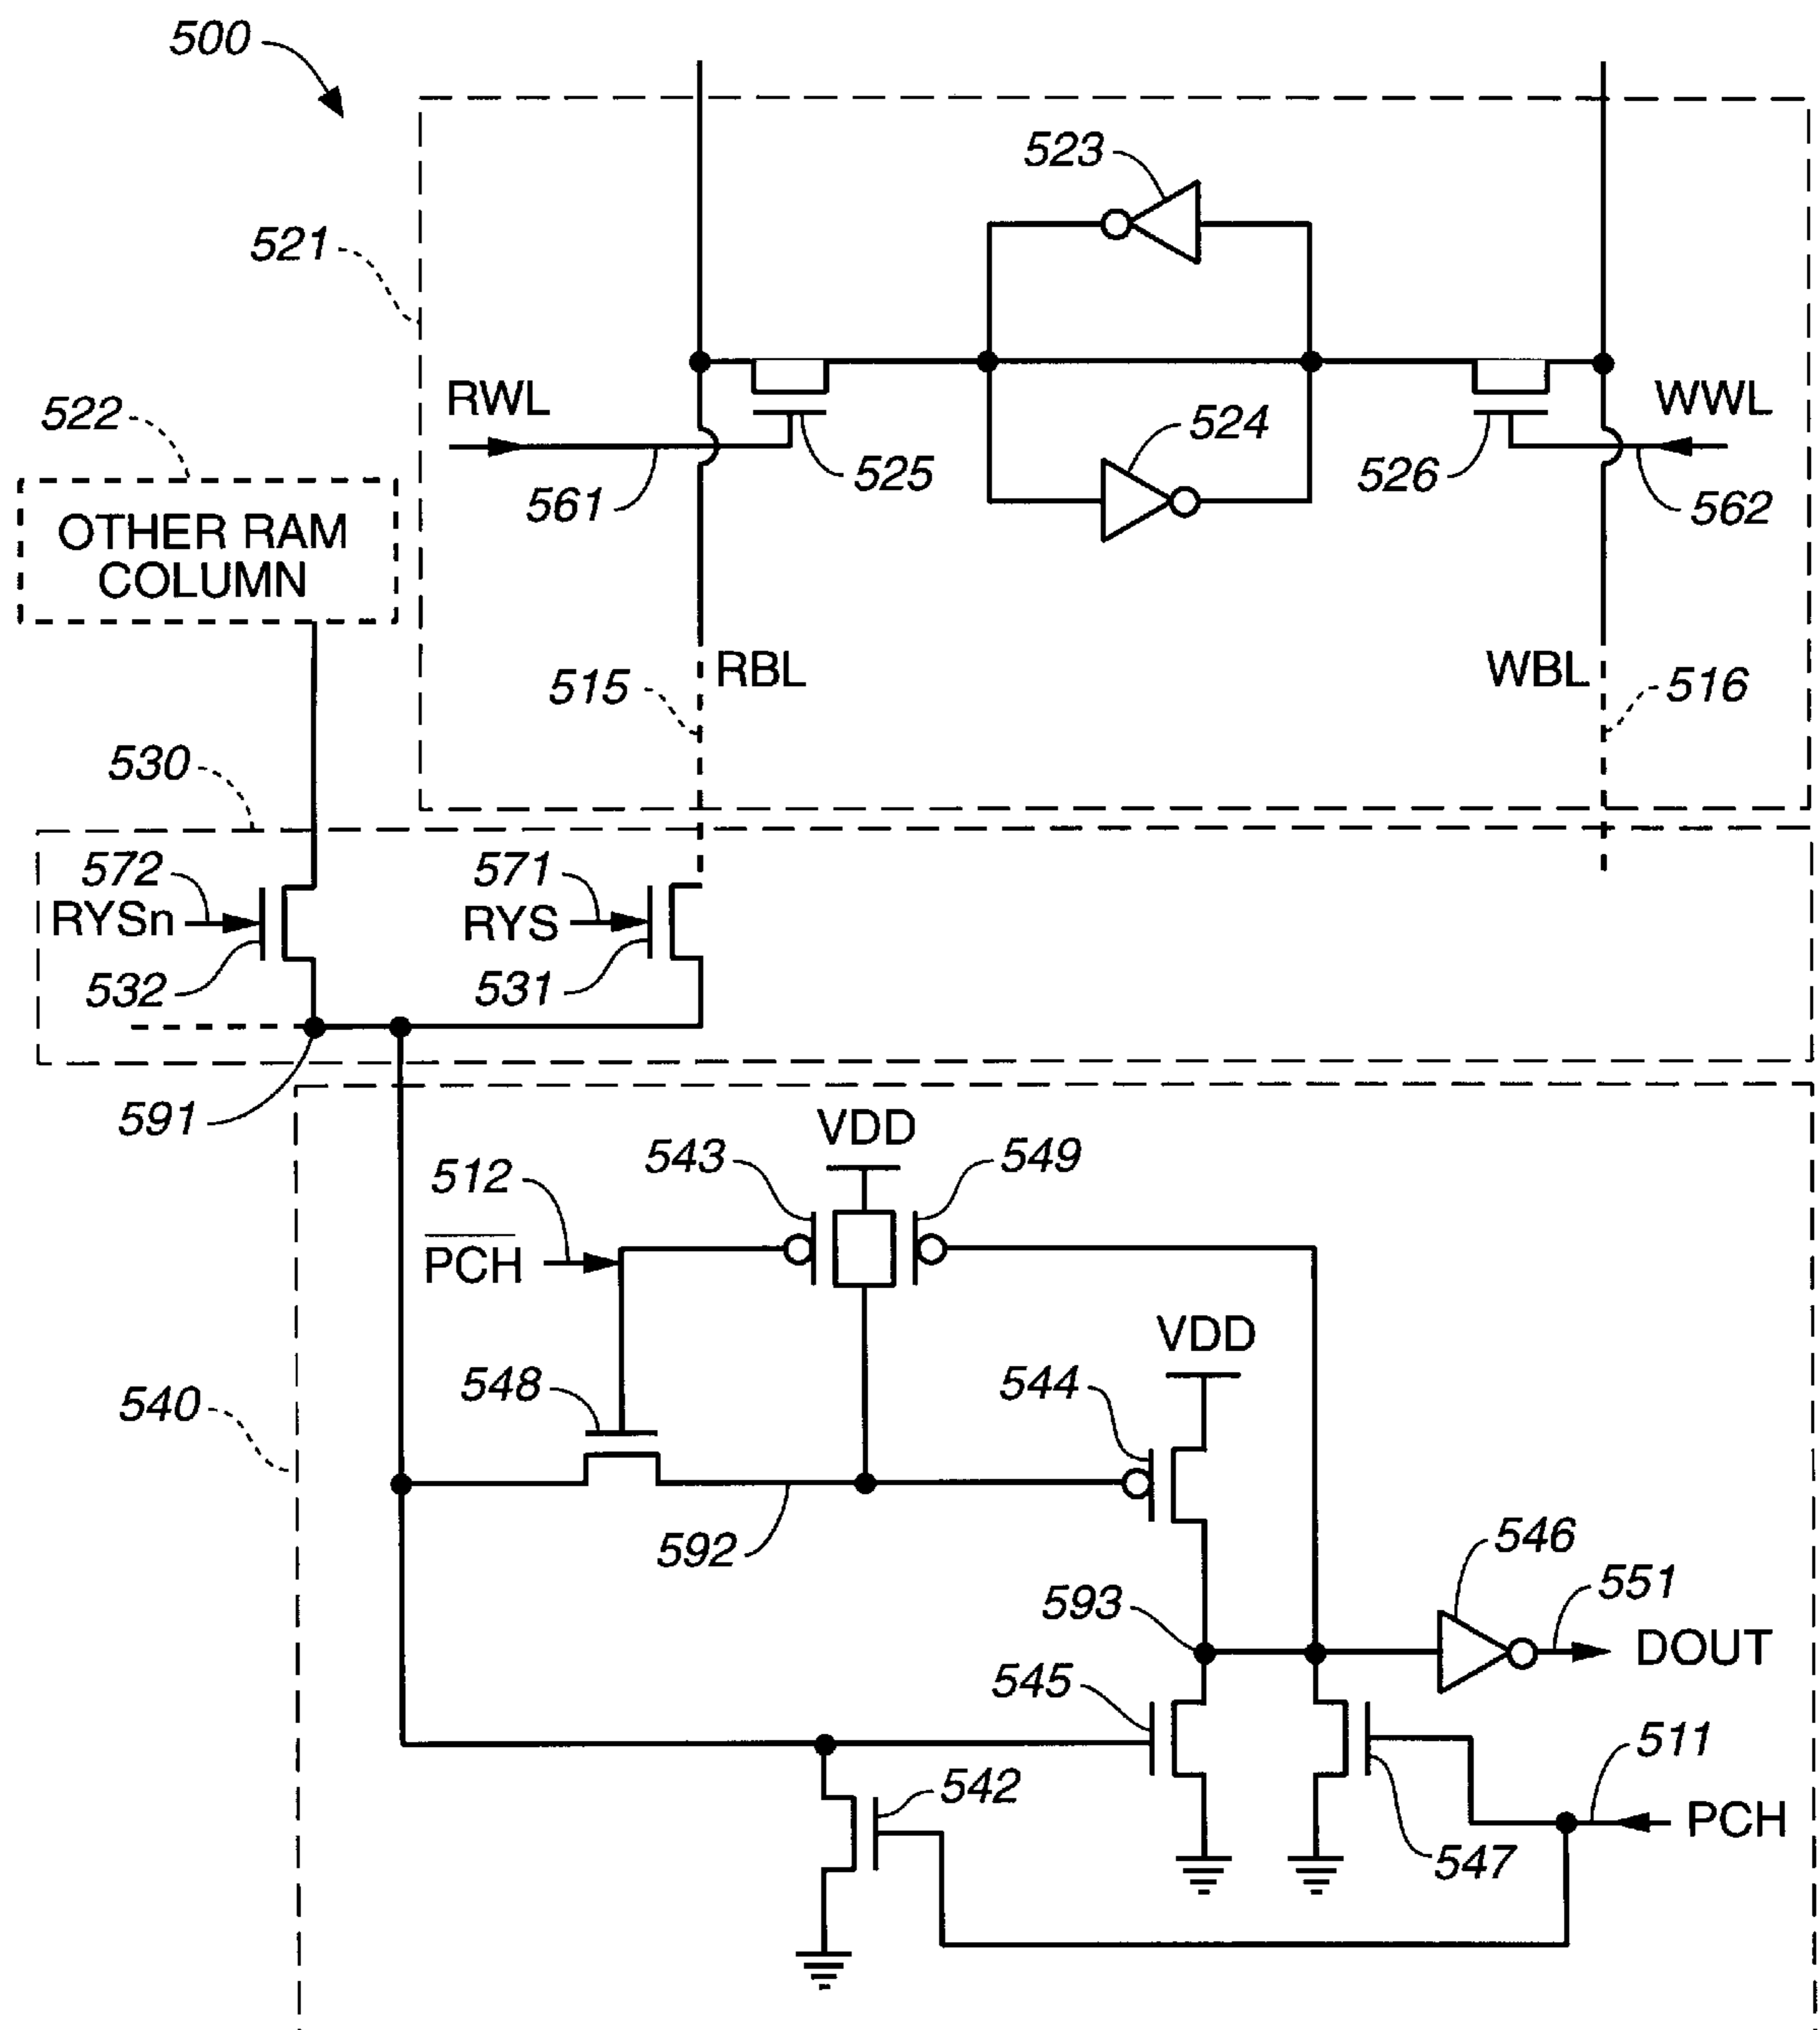 500
523
521
RWL
WWL
522
524
525
526
561
562
OTHER RAM
COLUMN
RBL
WBL
515
516
530
572
571
RYSn
RYS
532
531
591
VDD
543
549
512
PCH
VDD
548
544
540
592
546
551
593
DOUT
545
511
542
PCH
547